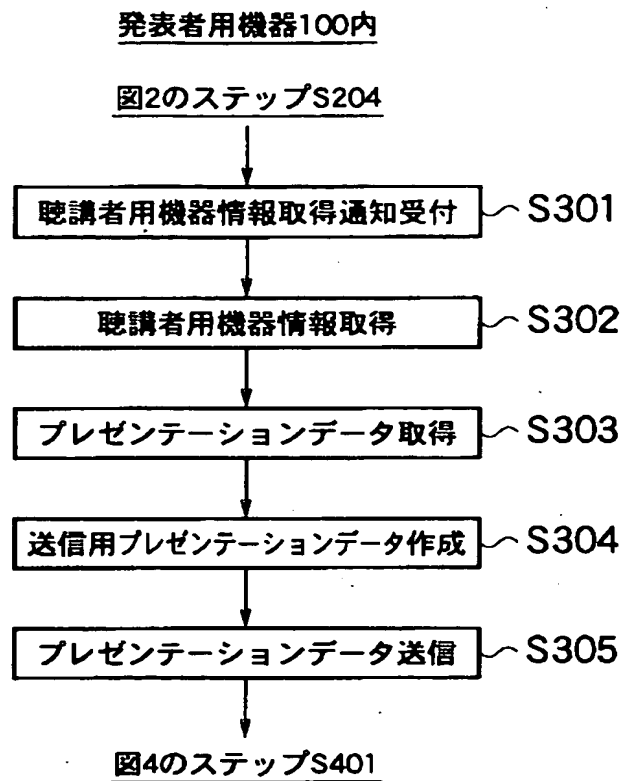 発表者用機器100内
図2のステップS204
聴講者用機器情報取得通知受付 S301
聴講者用機器情報取得 S302
プレゼンテーションデータ取得 S303
送信用プレゼンテーションデータ作成 S304
プレゼンテーションデータ送信 S305
図4のステップS401